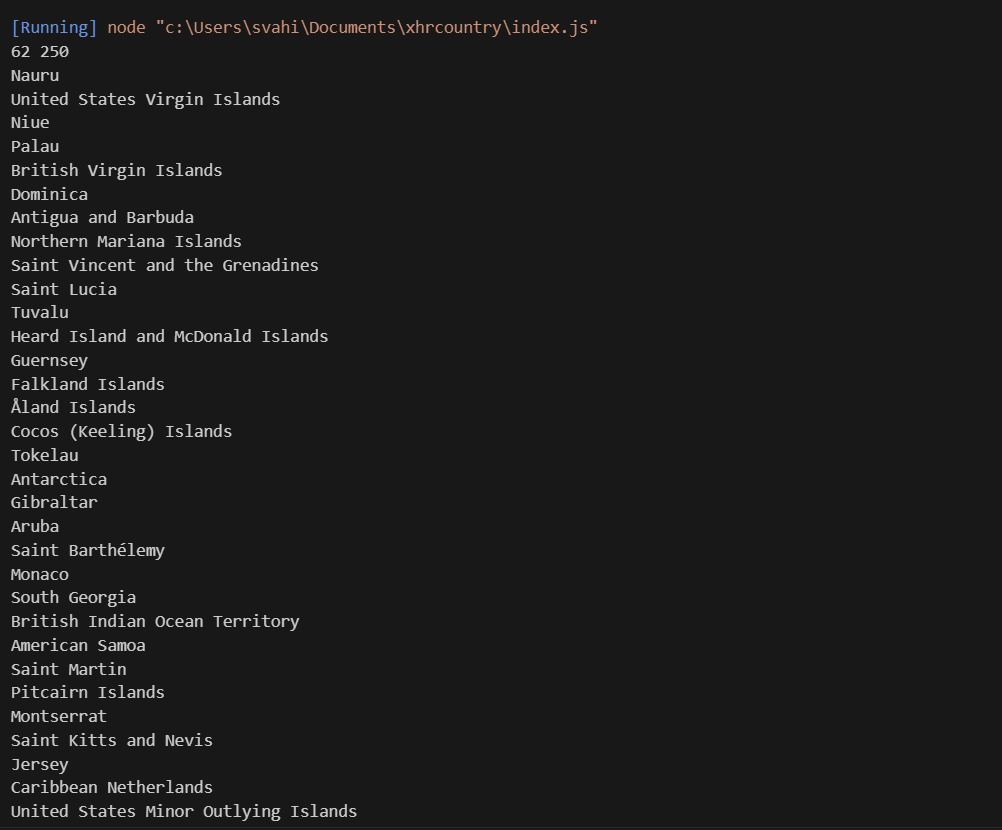 [Running] node "c:\Users\svahi\Documents\xhrcountry\index.js"
62 250
Nauru
United States Virgin Islands
Niue
Palau
British Virgin Islands
Dominica
Antigua and Barbuda
Northern Mariana Islands
Saint Vincent and the Grenadines
Saint Lucia
Tuvalu
Heard Island and McDonald Islands
Guernsey
Falkland Islands
Åland Islands
Cocos (Keeling) Islands
Tokelau
Antarctica
Gibraltar
Aruba
Saint Barthélemy
Monaco
South Georgia
British Indian Ocean Territory
American Samoa
Saint Martin
Pitcairn Islands
Montserrat
Saint Kitts and Nevis
Jersey
Caribbean Netherlands
United States Minor Outlying Islands